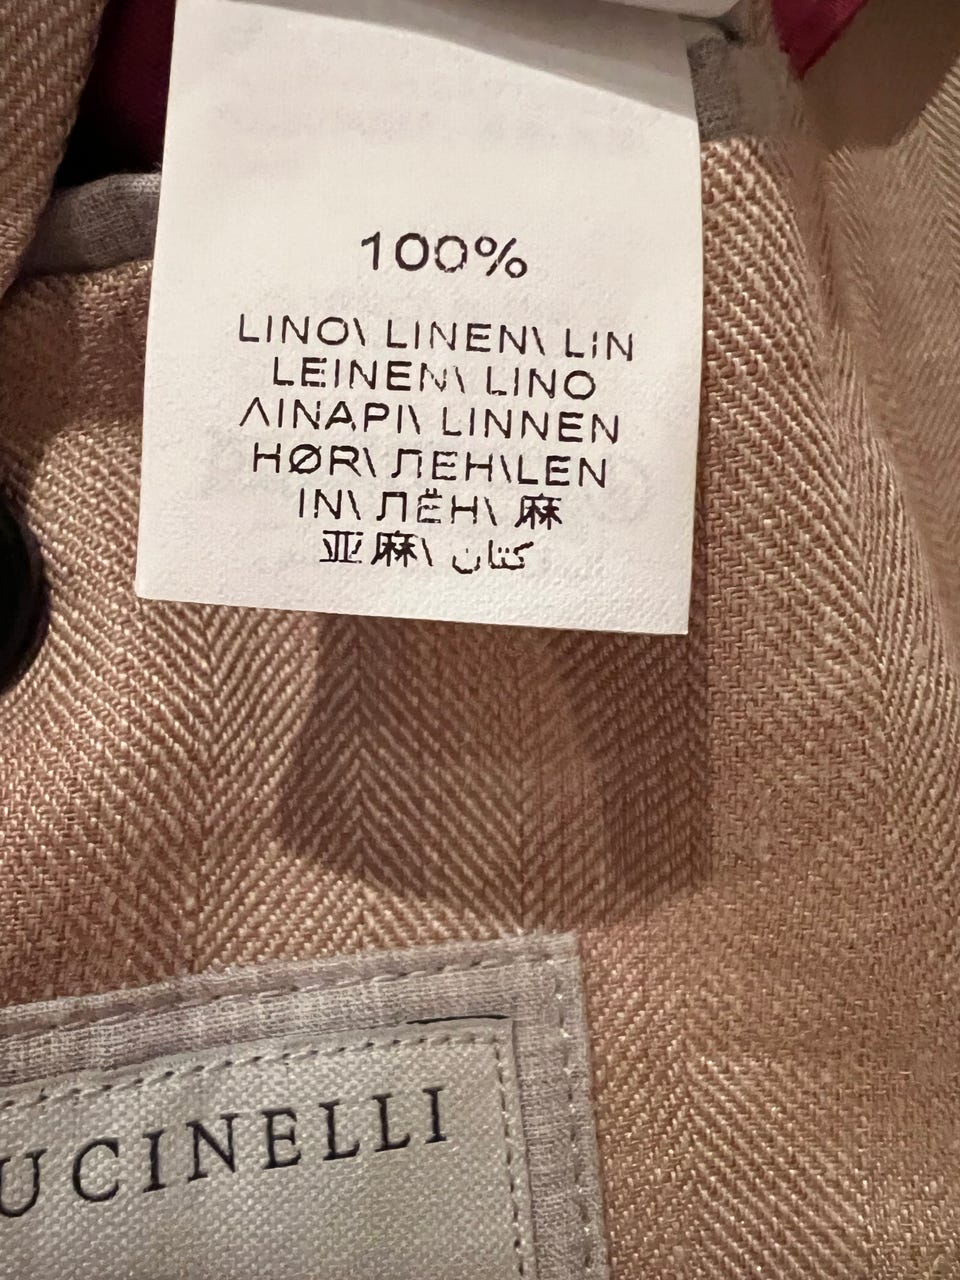 100%
LINO\ LINEN\ LIN
LEINEN\ LINO
ΛΙΝΑΡΙ\ LINNEN
HØR\ ЛЕН\LEN
IN\ ЛЁН\ 麻
亚麻\ كتان
UCINELLI